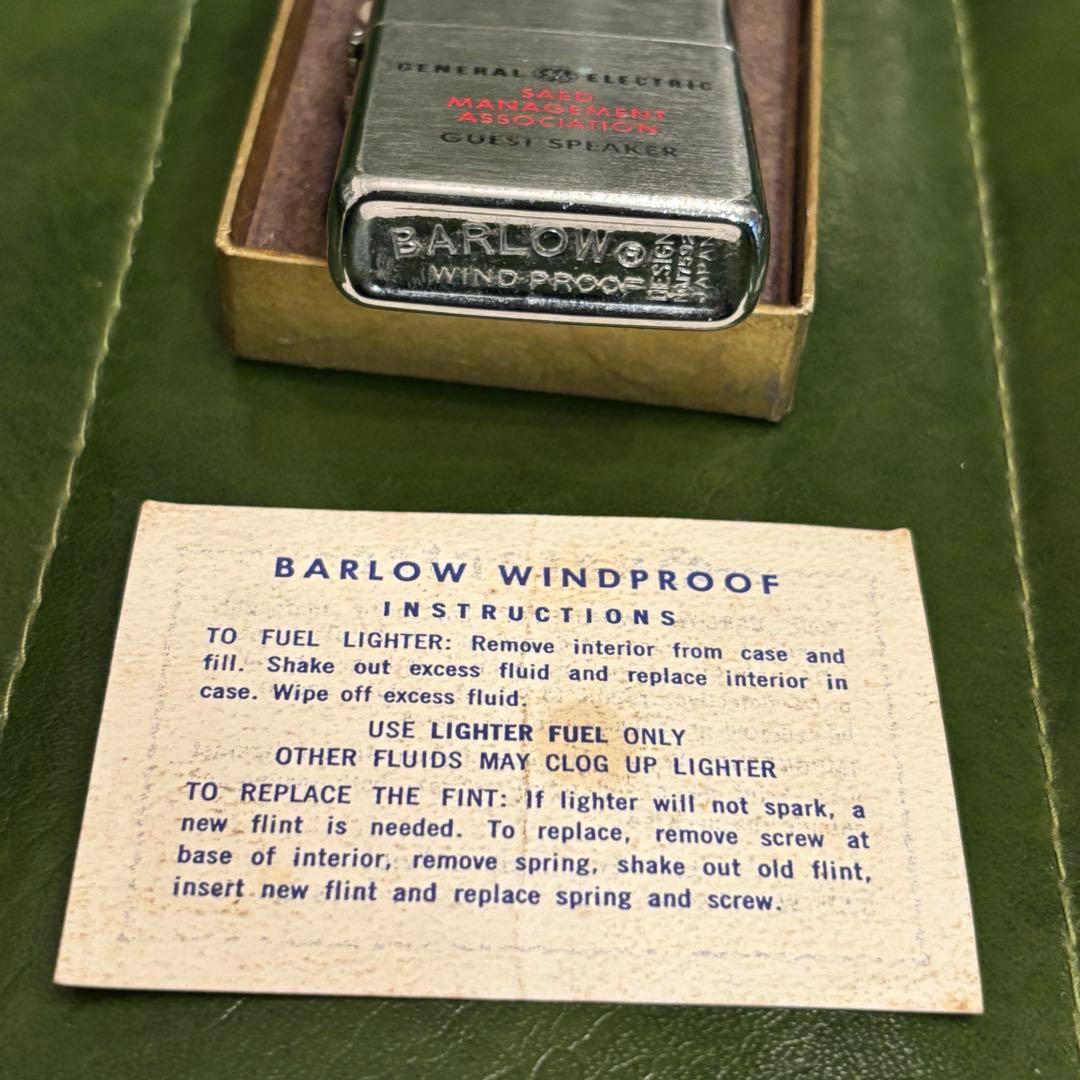 GENERAL GE ELECTRIC
SAED
MANAGEMENT
ASSOCIATION
GUEST SPEAKER
BARLOW®
WIND PROOF
DESIGN
JAPAN
BARLOW WINDPROOF
INSTRUCTIONS
TO FUEL LIGHTER: Remove interior from case and
fill. Shake out excess fluid and replace interior in
case. Wipe off excess fluid.
USE LIGHTER FUEL ONLY
OTHER FLUIDS MAY CLOG UP LIGHTER
TO REPLACE THE FINT: If lighter will not spark, a
new flint is needed. To replace, remove screw at
base of interior, remove spring, shake out old flint,
insert new flint and replace spring and screw.